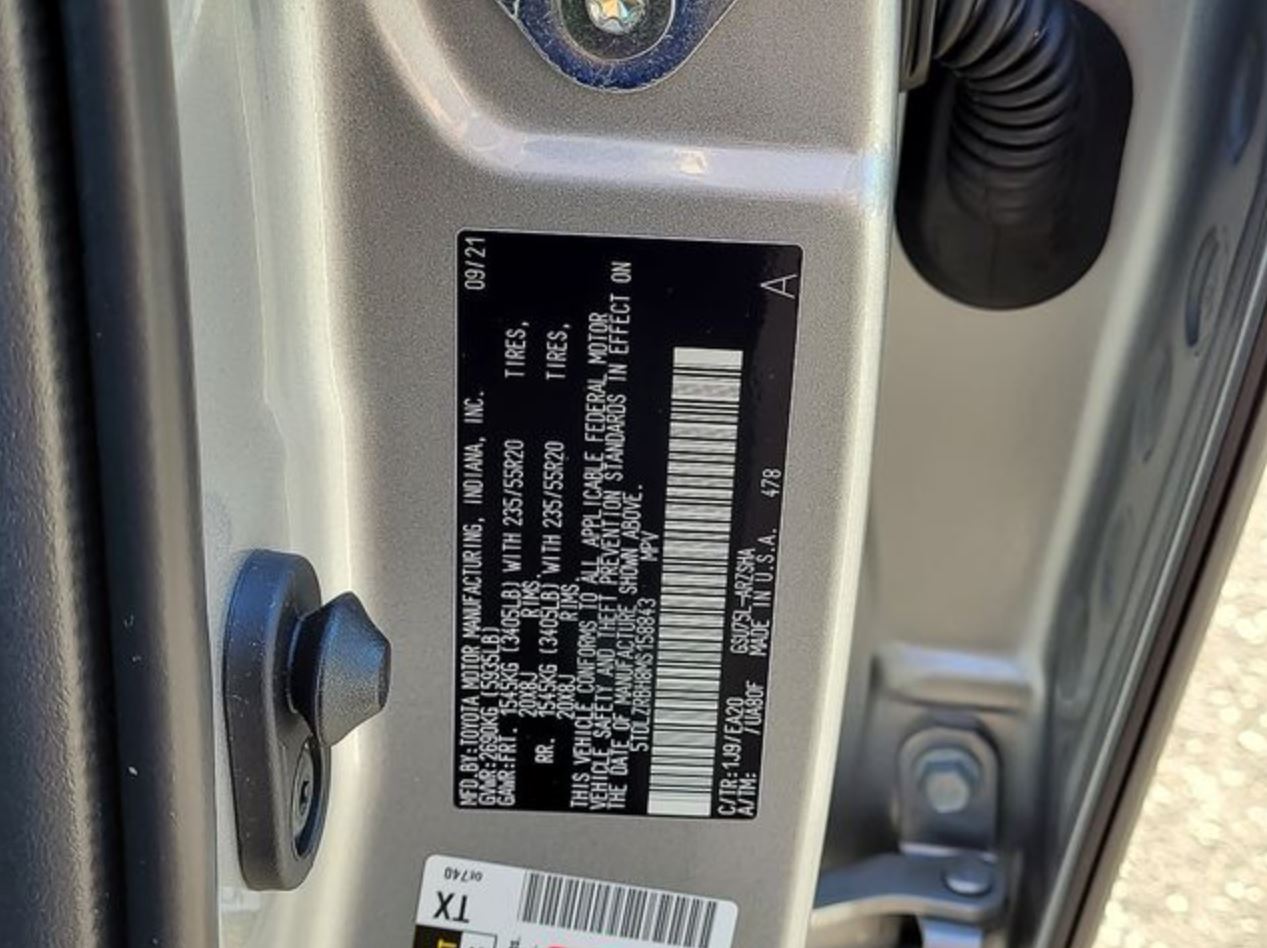 MFD.BY:TOYOTA MOTOR MANUFACTURING, INDIANA, INC. 09/21
GVWR:2690KG (5935LB)
GAWR:FRT. 1545KG (3405LB) WITH 235/55R20 TIRES,
20X8J RIMS.
RR. 1545KG (3405LB) WITH 235/55R20 TIRES,
20X8J RIMS.
THIS VEHICLE CONFORMS TO ALL APPLICABLE FEDERAL MOTOR
VEHICLE SAFETY AND THEFT PREVENTION STANDARDS IN EFFECT ON
THE DATE OF MANUFACTURE SHOWN ABOVE.
5TDLZRBH8MS158843 MPV
C/TR:1J9/EA20 GSU75L-ARZSHA
A/TM: /UA80F MADE IN U.S.A. 478
A
or740
TX